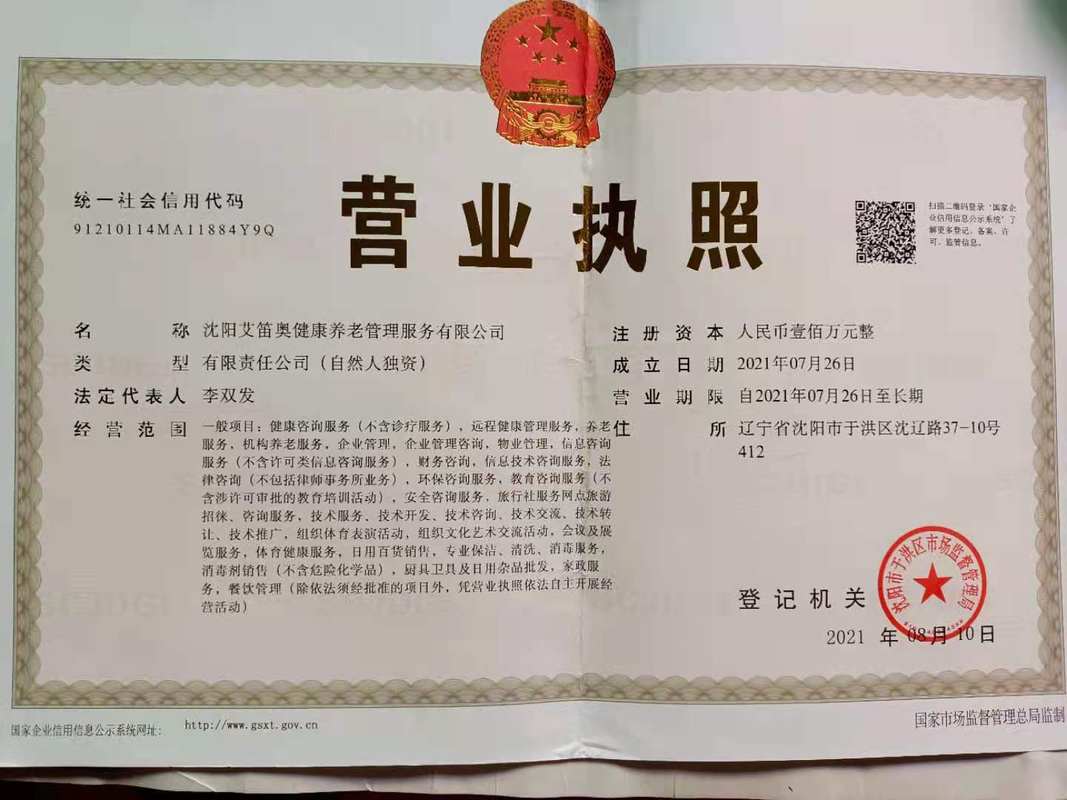 统一社会信用代码
91210114MA11884Y9Q
营业执照
扫描二维码登录‘国家企
业信用信息公示系统’了
解更多登记、备案、许
可、监管信息。
名称 沈阳艾笛奥健康养老管理服务有限公司
类型 有限责任公司（自然人独资）
法定代表人 李双发
经营范围 一般项目：健康咨询服务（不含诊疗服务），远程健康管理服务，养老
服务，机构养老服务，企业管理，企业管理咨询，物业管理，信息咨询
服务（不含许可类信息咨询服务），财务咨询，信息技术咨询服务，法
律咨询（不包括律师事务所业务），环保咨询服务，教育咨询服务（不
含涉许可审批的教育培训活动），安全咨询服务，旅行社服务网点旅游
招徕、咨询服务，技术服务、技术开发、技术咨询、技术交流、技术转
让、技术推广，组织体育表演活动，组织文化艺术交流活动，会议及展
览服务，体育健康服务，日用百货销售，专业保洁、清洗、消毒服务，
消毒剂销售（不含危险化学品），厨具卫具及日用杂品批发，家政服
务，餐饮管理（除依法须经批准的项目外，凭营业执照依法自主开展经
营活动）
注册资本 人民币壹佰万元整
成立日期 2021年07月26日
营业期限 自2021年07月26日至长期
住所 辽宁省沈阳市于洪区沈辽路37-10号
412
登记机关
沈阳市于洪区市场监督管理局
2021 年 08月 10日
国家企业信用信息公示系统网址：http://www.gsxt.gov.cn
国家市场监督管理总局监制